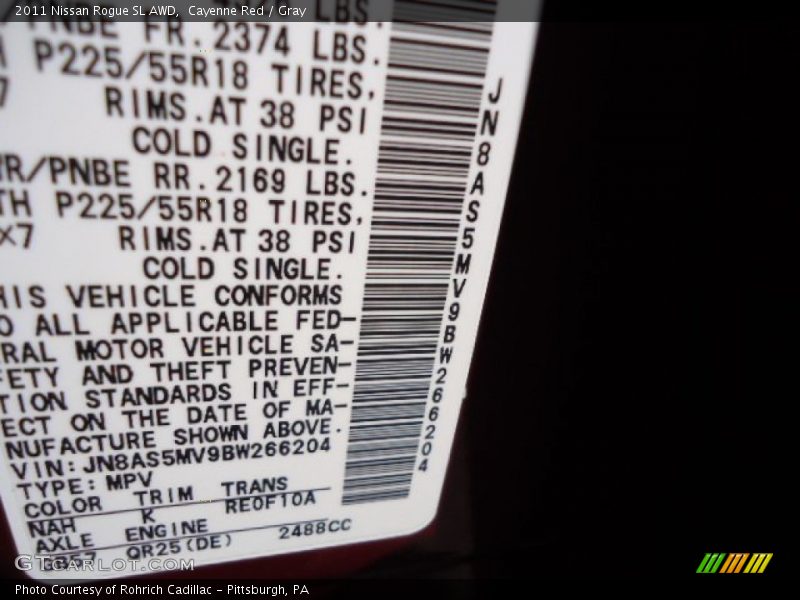 2011 Nissan Rogue SL AWD,  Cayenne Red / Gray
LBS.
PNBE FR. 2374 LBS.
P225/55R18 TIRES,
7 RIMS. AT 38 PSI
COLD SINGLE.
WR/PNBE RR. 2169 LBS.
TH P225/55R18 TIRES,
x7 RIMS. AT 38 PSI
COLD SINGLE.
HIS VEHICLE CONFORMS
O ALL APPLICABLE FED-
RAL MOTOR VEHICLE SA-
FETY AND THEFT PREVEN-
TION STANDARDS IN EFF-
ECT ON THE DATE OF MA-
NUFACTURE SHOWN ABOVE.
VIN: JN8AS5MV9BW266204
TYPE: MPV
COLOR TRIM TRANS
NAH K RE0F10A
AXLE ENGINE
QR25(DE) 2488CC
JN8AS5MV9BW266204
GTcarlot.com
Photo Courtesy of Rohrich Cadillac - Pittsburgh, PA